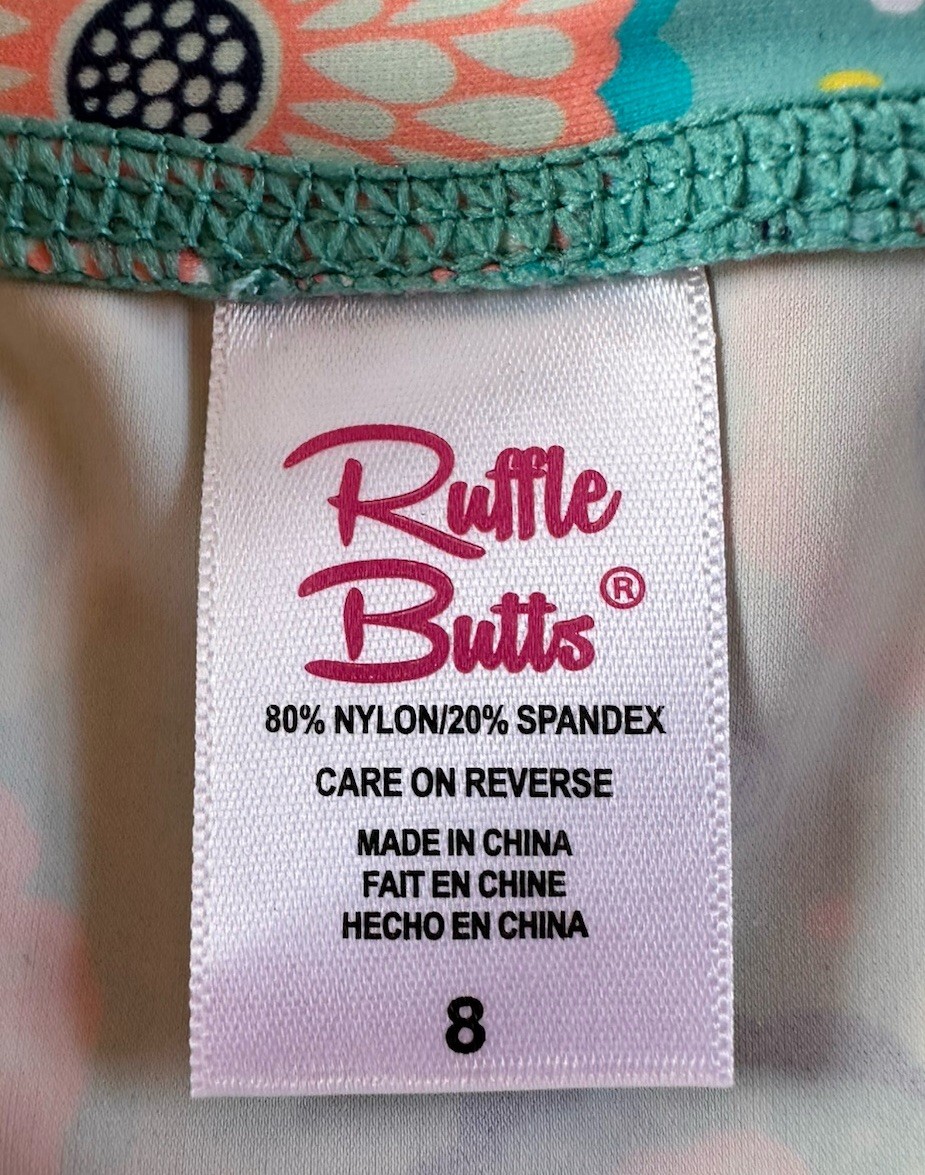 Ruffle
Butts®
80% NYLON/20% SPANDEX
CARE ON REVERSE
MADE IN CHINA
FAIT EN CHINE
HECHO EN CHINA
8